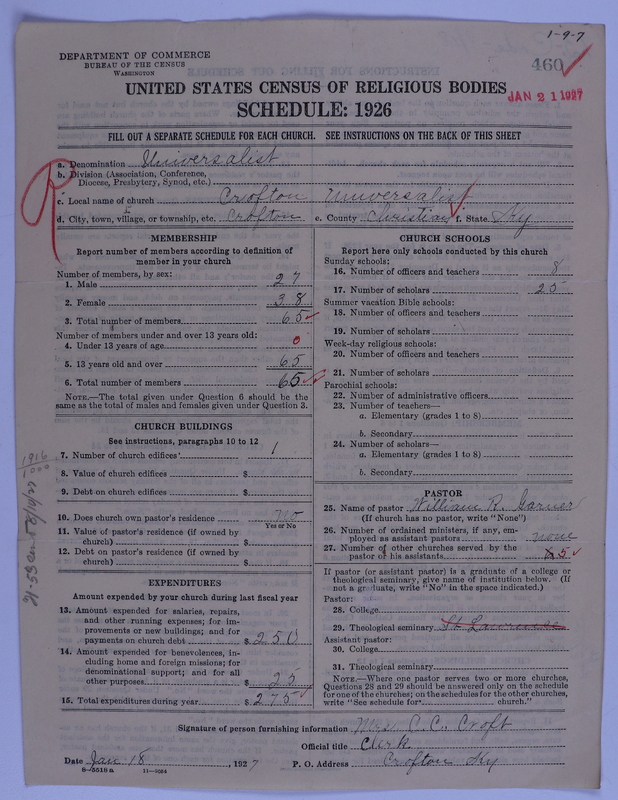 1-9-7
DEPARTMENT OF COMMERCE
BUREAU OF THE CENSUS
WASHINGTON
460
UNITED STATES CENSUS OF RELIGIOUS BODIES
JAN 21 1927
SCHEDULE: 1926
FILL OUT A SEPARATE SCHEDULE FOR EACH CHURCH. SEE INSTRUCTIONS ON THE BACK OF THIS SHEET
R
a. Denomination Universalist
b. Division (Association, Conference,
Diocese, Presbytery, Synod, etc.)
c. Local name of church Crofton Universalist
d. City, town, village, or township, etc. Crofton e. County Christian f. State Ky
MEMBERSHIP
Report number of members according to definition of
member in your church
Number of members, by sex:
1. Male 27
2. Female 38
3. Total number of members 65
Number of members under and over 13 years old:
4. Under 13 years of age 0
5. 13 years old and over 65
6. Total number of members 65
NOTE.—The total given under Question 6 should be the
same as the total of males and females given under Question 3.
CHURCH BUILDINGS
See instructions, paragraphs 10 to 12
7. Number of church edifices 1
8. Value of church edifices $
9. Debt on church edifices $
10. Does church own pastor's residence no
Yes or No
11. Value of pastor's residence (if owned by
church) $
12. Debt on pastor's residence (if owned by
church) $
1916
1000
EXPENDITURES
Amount expended by your church during last fiscal year
13. Amount expended for salaries, repairs,
and other running expenses; for im-
provements or new buildings; and for
payments on church debt $ 250
14. Amount expended for benevolences, in-
cluding home and foreign missions; for
denominational support; and for all
other purposes $ 25
15. Total expenditures during year $ 275
CHURCH SCHOOLS
Report here only schools conducted by this church
Sunday schools:
16. Number of officers and teachers 8
17. Number of scholars 25
Summer vacation Bible schools:
18. Number of officers and teachers
19. Number of scholars
Week-day religious schools:
20. Number of officers and teachers
21. Number of scholars
Parochial schools:
22. Number of administrative officers
23. Number of teachers—
a. Elementary (grades 1 to 8)
b. Secondary
24. Number of scholars—
a. Elementary (grades 1 to 8)
b. Secondary
PASTOR
25. Name of pastor William R. Garner
(If church has no pastor, write "None")
26. Number of ordained ministers, if any, em-
ployed as assistant pastors none
27. Number of other churches served by the
pastor or his assistants 5
If pastor (or assistant pastor) is a graduate of a college or
theological seminary, give name of institution below. (If
not a graduate, write "No" in the space indicated.)
Pastor:
28. College
29. Theological seminary St. Lawrence
Assistant pastor:
30. College
31. Theological seminary
NOTE.—Where one pastor serves two or more churches,
Questions 28 and 29 should be answered only on the schedule
for one of the churches; on the schedules for the other churches,
write "See schedule for church."
Signature of person furnishing information Mrs. C. C. Croft
Official title Clerk
Date Jan 18, 1927 P. O. Address Crofton Ky
8-5518a 11-9024